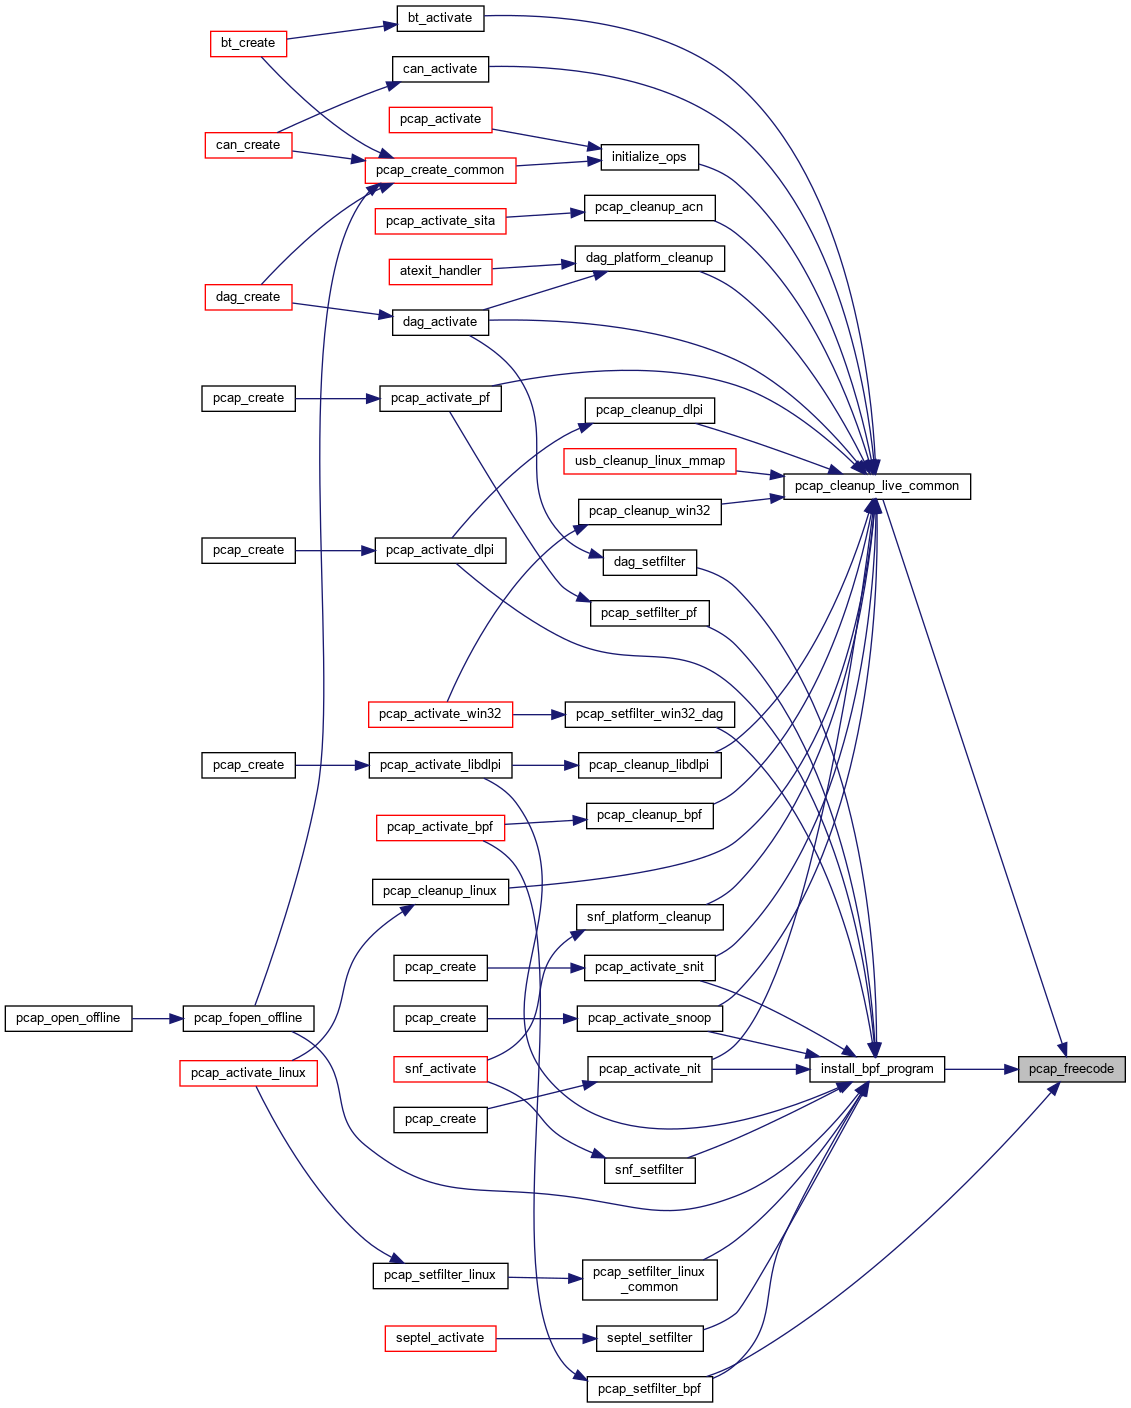 bt_activate
bt_create
can_activate
pcap_activate
can_create
initialize_ops
pcap_create_common
pcap_cleanup_acn
pcap_activate_sita
dag_platform_cleanup
atexit_handler
dag_create
dag_activate
pcap_create
pcap_activate_pf
pcap_cleanup_dlpi
usb_cleanup_linux_mmap
pcap_cleanup_live_common
pcap_cleanup_win32
pcap_create
pcap_activate_dlpi
dag_setfilter
pcap_setfilter_pf
pcap_activate_win32
pcap_setfilter_win32_dag
pcap_create
pcap_activate_libdlpi
pcap_cleanup_libdlpi
pcap_cleanup_bpf
pcap_activate_bpf
pcap_cleanup_linux
snf_platform_cleanup
pcap_create
pcap_activate_snit
pcap_open_offline
pcap_fopen_offline
pcap_create
pcap_activate_snoop
pcap_activate_linux
snf_activate
pcap_activate_nit
install_bpf_program
pcap_freecode
pcap_create
snf_setfilter
pcap_setfilter_linux
pcap_setfilter_linux
_common
septel_activate
septel_setfilter
pcap_setfilter_bpf